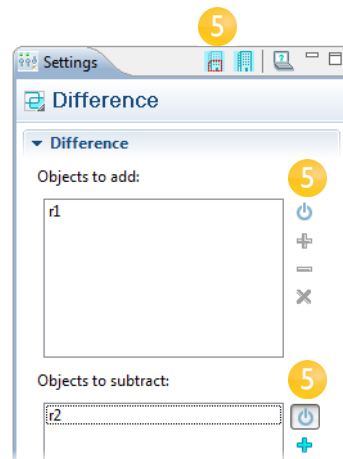 5
Settings
Difference
Difference
Objects to add:
5
r1
Objects to subtract:
5
r2